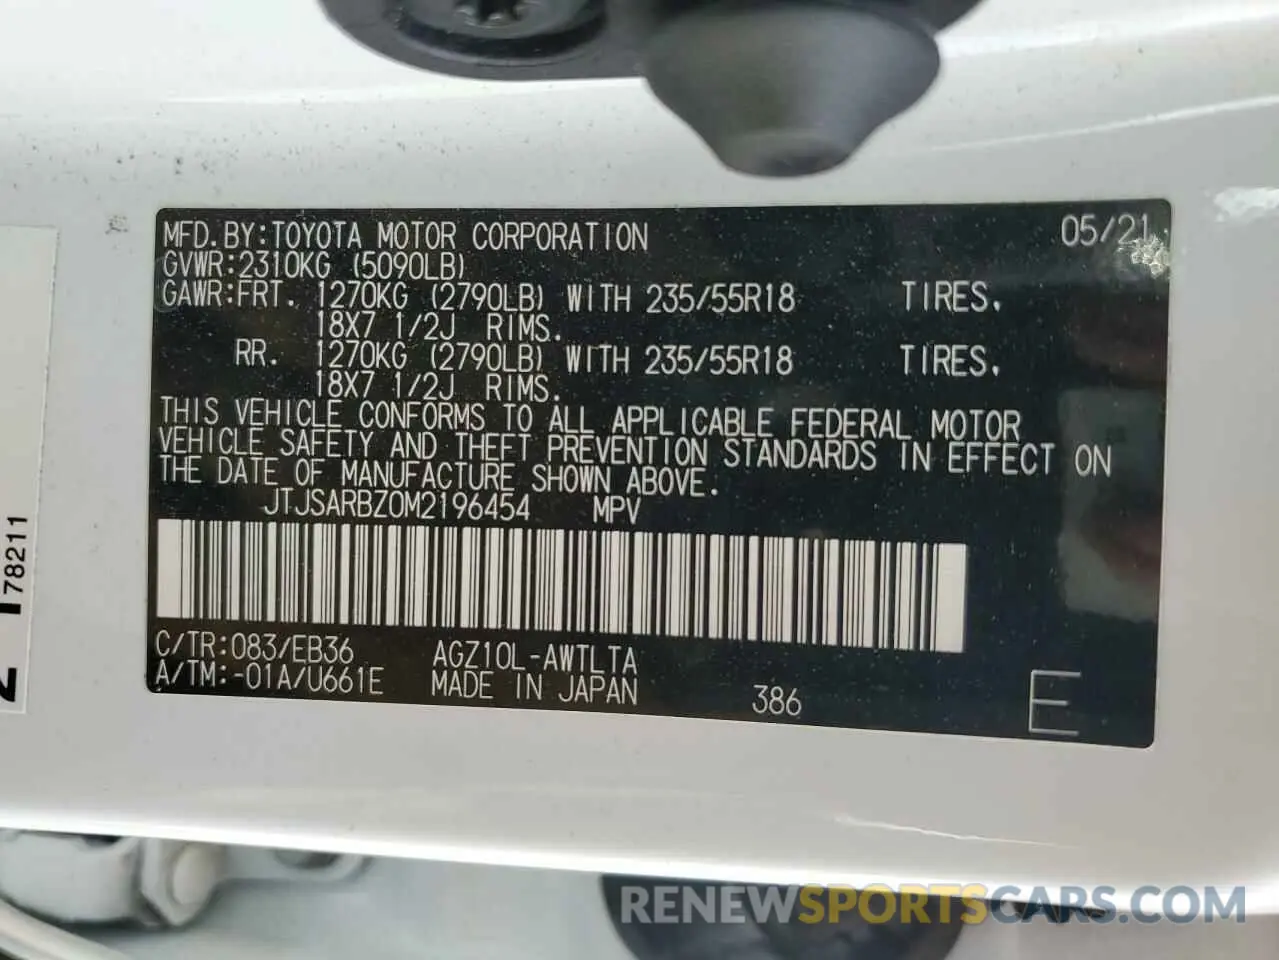 MFD.BY:TOYOTA MOTOR CORPORATION 05/21
GVWR:2310KG (5090LB)
GAWR:FRT. 1270KG (2790LB) WITH 235/55R18 TIRES.
18X7 1/2J RIMS.
RR. 1270KG (2790LB) WITH 235/55R18 TIRES.
18X7 1/2J RIMS.
THIS VEHICLE CONFORMS TO ALL APPLICABLE FEDERAL MOTOR
VEHICLE SAFETY AND THEFT PREVENTION STANDARDS IN EFFECT ON
THE DATE OF MANUFACTURE SHOWN ABOVE.
JTJSARBZ0M2196454 MPV
C/TR:083/EB36 AGZ10L-AWTLTA
A/TM:-01A/U661E MADE IN JAPAN 386 E
78211
RENEWSPORTSCARS.COM